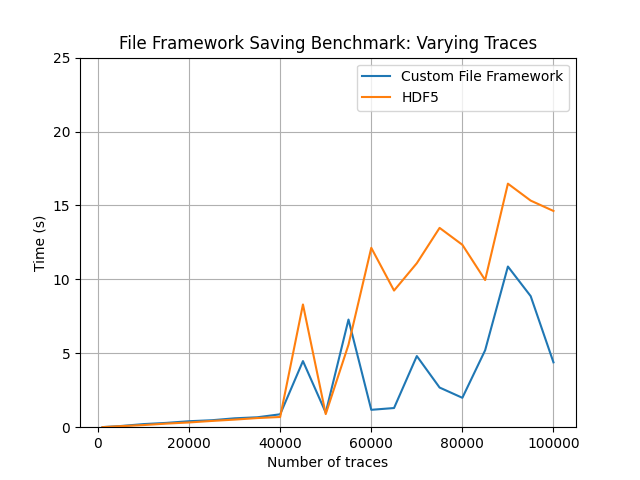 File Framework Saving Benchmark: Varying Traces
Custom File Framework
HDF5
Time (s)
25
20
15
10
5
0
0 20000 40000 60000 80000 100000
Number of traces